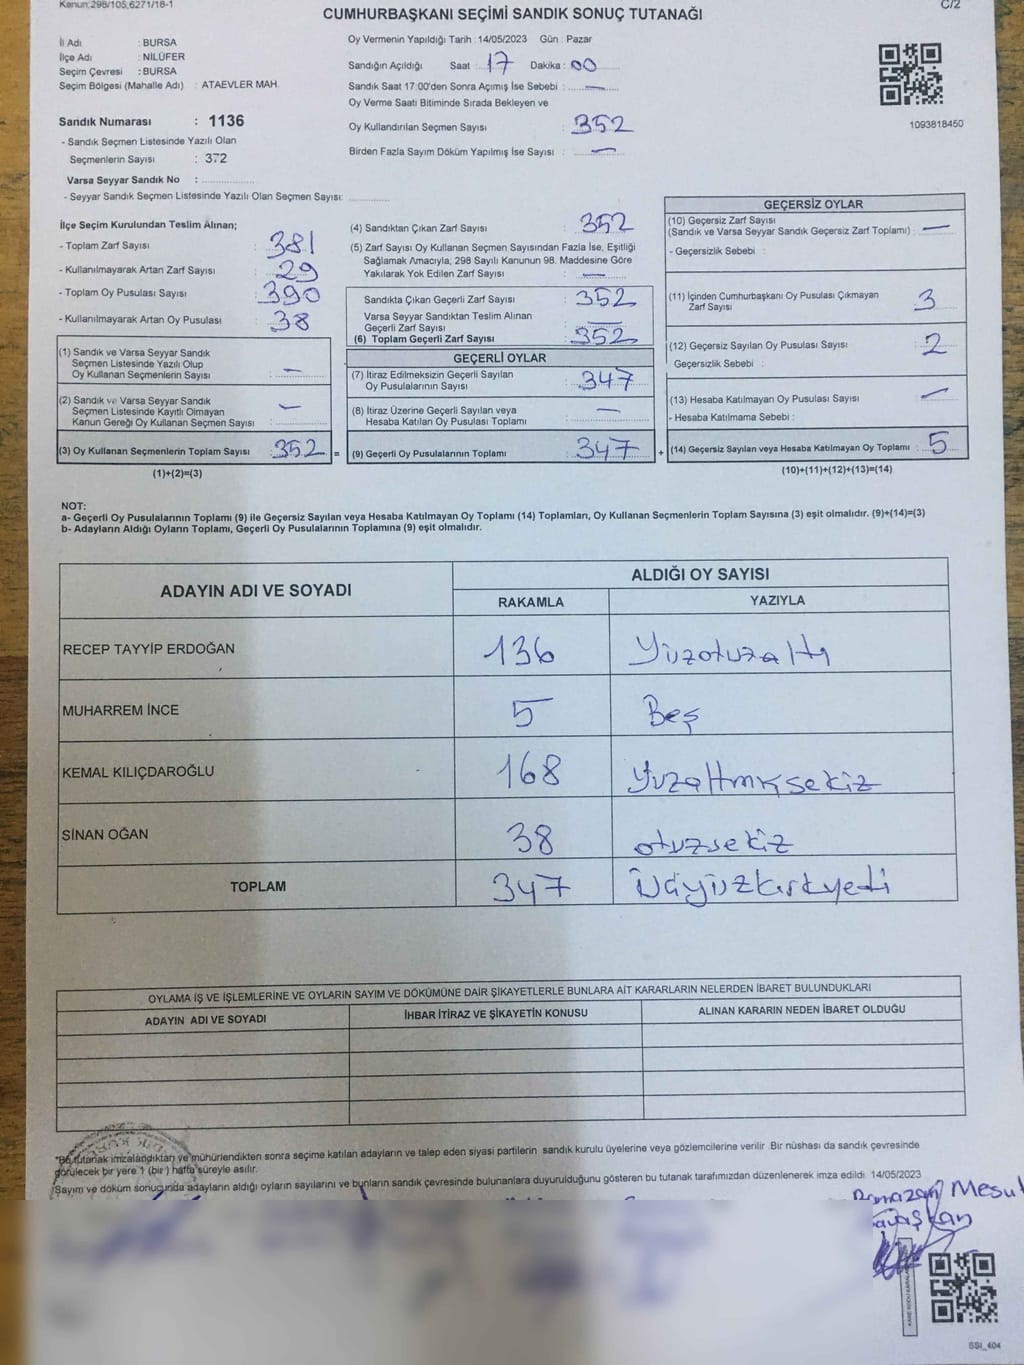 Kanun:298/105,6271/18-1
C/2
CUMHURBAŞKANI SEÇİMİ SANDIK SONUÇ TUTANAĞI
İl Adı : BURSA
İlçe Adı : NİLÜFER
Seçim Çevresi : BURSA
Seçim Bölgesi (Mahalle Adı) : ATAEVLER MAH.
Sandık Numarası : 1136
- Sandık Seçmen Listesinde Yazılı Olan
Seçmenlerin Sayısı : 372
Varsa Seyyar Sandık No :
- Seyyar Sandık Seçmen Listesinde Yazılı Olan Seçmen Sayısı:
Oy Vermenin Yapıldığı Tarih : 14/05/2023 Gün : Pazar
Sandığın Açıldığı Saat : 17 Dakika : 00
Sandık Saat 17:00'den Sonra Açımış İse Sebebi : —
Oy Verme Saati Bitiminde Sırada Bekleyen ve
Oy Kullandırılan Seçmen Sayısı : 352
Birden Fazla Sayım Döküm Yapılmış İse Sayısı : —
1093818450
İlçe Seçim Kurulundan Teslim Alınan;
- Toplam Zarf Sayısı : 381
- Kullanılmayarak Artan Zarf Sayısı : 29
- Toplam Oy Pusulası Sayısı : 390
- Kullanılmayarak Artan Oy Pusulası : 38
(1) Sandık ve Varsa Seyyar Sandık
Seçmen Listesinde Yazılı Olup
Oy Kullanan Seçmenlerin Sayısı : —
(2) Sandık ve Varsa Seyyar Sandık
Seçmen Listesinde Kayıtlı Olmayan
Kanun Gereği Oy Kullanan Seçmen Sayısı : —
(3) Oy Kullanan Seçmenlerin Toplam Sayısı : 352 =
(1)+(2)=(3)
(4) Sandıktan Çıkan Zarf Sayısı : 352
(5) Zarf Sayısı Oy Kullanan Seçmen Sayısından Fazla İse, Eşitliği
Sağlamak Amacıyla, 298 Sayılı Kanunun 98. Maddesine Göre
Yakılarak Yok Edilen Zarf Sayısı : —
Sandıkta Çıkan Geçerli Zarf Sayısı : 352
Varsa Seyyar Sandıktan Teslim Alınan
Geçerli Zarf Sayısı : —
(6) Toplam Geçerli Zarf Sayısı : 352
GEÇERLİ OYLAR
(7) İtiraz Edilmeksizin Geçerli Sayılan
Oy Pusulalarının Sayısı : 347
(8) İtiraz Üzerine Geçerli Sayılan veya
Hesaba Katılan Oy Pusulası Toplamı : —
(9) Geçerli Oy Pusulalarının Toplamı : 347 +
GEÇERSİZ OYLAR
(10) Geçersiz Zarf Sayısı
(Sandık ve Varsa Seyyar Sandık Geçersiz Zarf Toplamı) : —
- Geçersizlik Sebebi :
(11) İçinden Cumhurbaşkanı Oy Pusulası Çıkmayan
Zarf Sayısı : 3
(12) Geçersiz Sayılan Oy Pusulası Sayısı : 2
Geçersizlik Sebebi :
(13) Hesaba Katılmayan Oy Pusulası Sayısı : —
- Hesaba Katılmama Sebebi :
(14) Geçersiz Sayılan veya Hesaba Katılmayan Oy Toplamı : 5
(10)+(11)+(12)+(13)=(14)
NOT:
a- Geçerli Oy Pusulalarının Toplamı (9) ile Geçersiz Sayılan veya Hesaba Katılmayan Oy Toplamı (14) Toplamları, Oy Kullanan Seçmenlerin Toplam Sayısına (3) eşit olmalıdır. (9)+(14)=(3)
b- Adayların Aldığı Oyların Toplamı, Geçerli Oy Pusulalarının Toplamına (9) eşit olmalıdır.
ADAYIN ADI VE SOYADI ALDIĞI OY SAYISI
RAKAMLA YAZIYLA
RECEP TAYYİP ERDOĞAN 136 Yüzotuzaltı
MUHARREM İNCE 5 Beş
KEMAL KILIÇDAROĞLU 168 Yuzaltmışsekiz
SİNAN OĞAN 38 otuzsekiz
TOPLAM 347 üçyüzkırkyedi
OYLAMA İŞ VE İŞLEMLERİNE VE OYLARIN SAYIM VE DÖKÜMÜNE DAİR ŞİKAYETLERLE BUNLARA AİT KARARLARIN NELERDEN İBARET BULUNDUKLARI
ADAYIN ADI VE SOYADI İHBAR İTİRAZ VE ŞİKAYETİN KONUSU ALINAN KARARIN NEDEN İBARET OLDUĞU
*Bu tutanak imzalandıktan ve mühürlendikten sonra seçime katılan adayların ve talep eden siyasi partilerin sandık kurulu üyelerine veya gözlemcilerine verilir. Bir nüshası da sandık çevresinde
görülecek bir yere 1 (bir) hafta süreyle asılır.
Sayım ve döküm sonucunda adayların aldığı oyların sayılarını ve bunların sandık çevresinde bulunanlara duyurulduğunu gösteren bu tutanak tarafımızdan düzenlenerek imza edildi. 14/05/2023
Ramazan Mesut
SSI_404